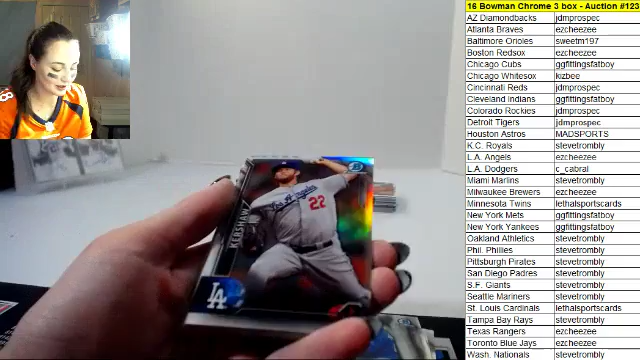 16 Bowman Chrome 3 box - Auction #123
AZ Diamondbacks jdmprospec
Atlanta Braves ezcheezee
Baltimore Orioles sweetm197
Boston Redsox ezcheezee
Chicago Cubs ggfittingsfatboy
Chicago Whitesox kizbee
Cincinnati Reds jdmprospec
Cleveland Indians ggfittingsfatboy
Colorado Rockies jdmprospec
Detroit Tigers jdmprospec
Houston Astros MADSPORTS
K.C. Royals stevetrombly
L.A. Angels ezcheezee
L.A. Dodgers c_cabral
Miami Marlins stevetrombly
Milwaukee Brewers ezcheezee
Minnesota Twins lethalsportscards
New York Mets ggfittingsfatboy
New York Yankees ggfittingsfatboy
Oakland Athletics stevetrombly
Phil. Phillies stevetrombly
Pittsburgh Pirates stevetrombly
San Diego Padres stevetrombly
S.F. Giants stevetrombly
Seattle Mariners stevetrombly
St. Louis Cardinals lethalsportscards
Tampa Bay Rays stevetrombly
Texas Rangers ezcheezee
Toronto Blue Jays ezcheezee
Wash. Nationals stevetrombly
KERSHAW
Los Angeles
22
LA